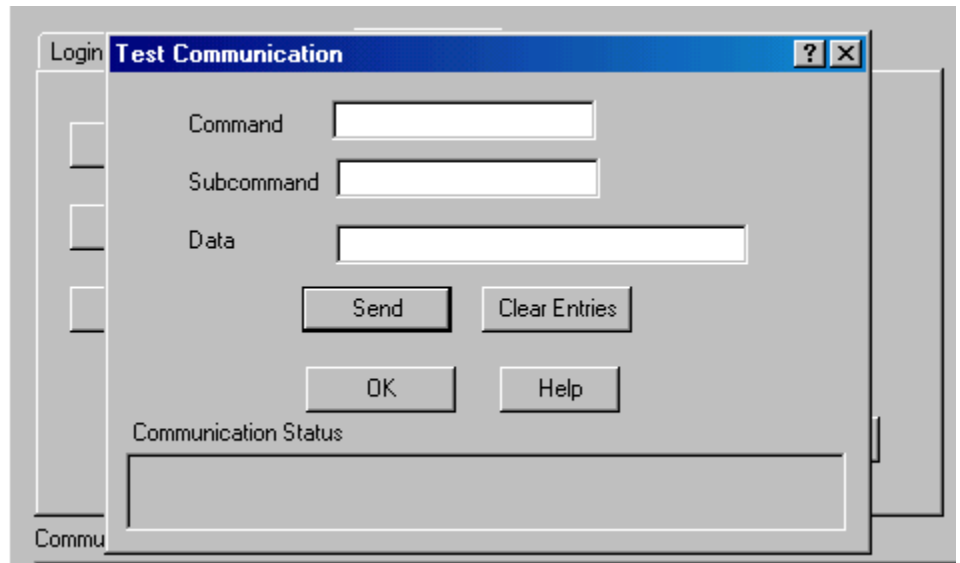 Login
Test Communication
Command
Subcommand
Data
Send Clear Entries
OK Help
Communication Status
Commu